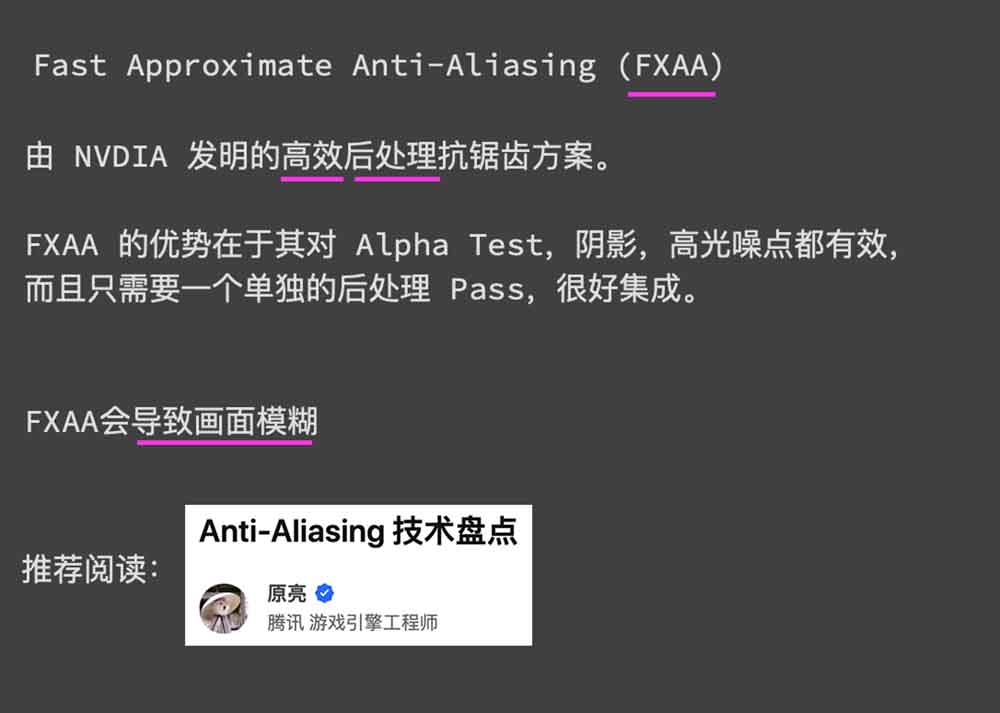 Fast Approximate Anti-Aliasing (FXAA)
由 NVDIA 发明的高效后处理抗锯齿方案。
FXAA 的优势在于其对 Alpha Test，阴影，高光噪点都有效，
而且只需要一个单独的后处理 Pass，很好集成。
FXAA会导致画面模糊
推荐阅读：
Anti-Aliasing 技术盘点
原亮
腾讯 游戏引擎工程师